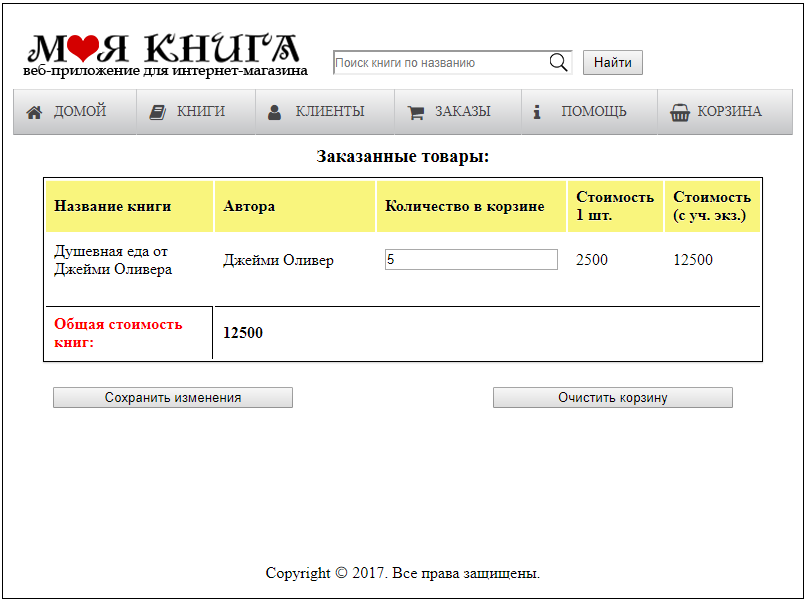 МОЯ КНИГА
веб-приложение для интернет-магазина
Поиск книги по названию
Найти
ДОМОЙ КНИГИ КЛИЕНТЫ ЗАКАЗЫ ПОМОЩЬ КОРЗИНА
Заказанные товары:
Название книги Автора Количество в корзине Стоимость 1 шт. Стоимость (с уч. экз.)
Душевная еда от
Джейми Оливера
Джейми Оливер 5 2500 12500
Общая стоимость
книг:
12500
Сохранить изменения Очистить корзину
Copyright © 2017. Все права защищены.